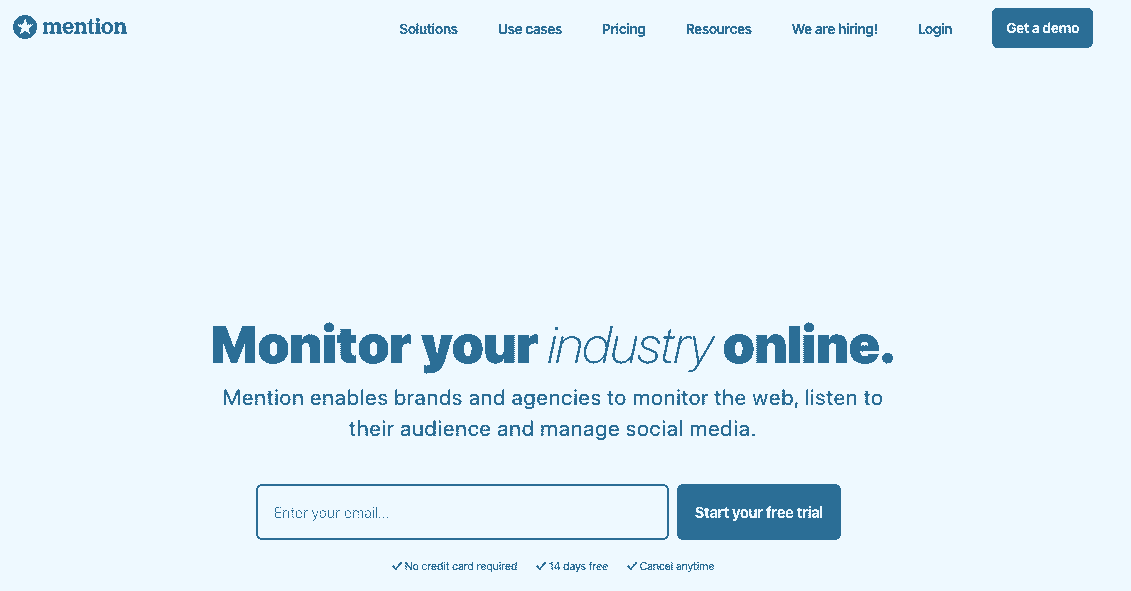 mention
Solutions Use cases Pricing Resources We are hiring! Login Get a demo
Monitor your industry online.
Mention enables brands and agencies to monitor the web, listen to
their audience and manage social media.
Enter your email... Start your free trial
✓ No credit card required ✓ 14 days free ✓ Cancel anytime